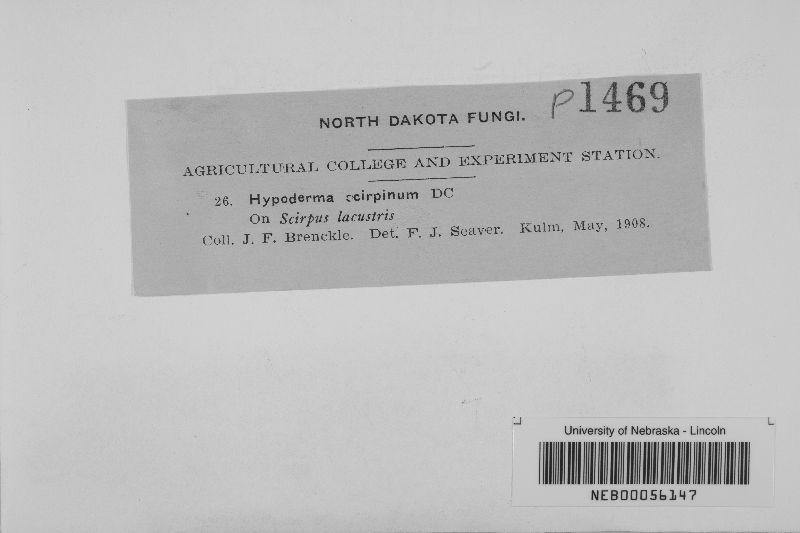 P1469
NORTH DAKOTA FUNGI.
AGRICULTURAL COLLEGE AND EXPERIMENT STATION.
26. Hypoderma scirpinum DC
On Scirpus lacustris
Coll. J. F. Brenckle. Det. F. J. Seaver. Kulm, May, 1908.
University of Nebraska - Lincoln
NEB00056147